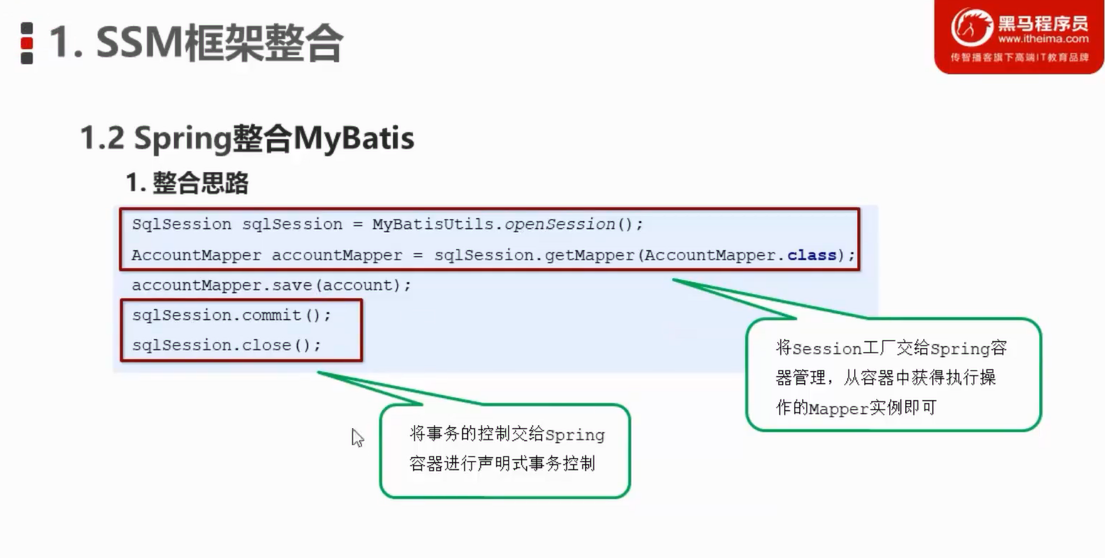 1. SSM框架整合
黑马程序员
www.itheima.com
传智播客旗下高端IT教育品牌
1.2 Spring整合MyBatis
1. 整合思路
SqlSession sqlSession = MyBatisUtils.openSession();
AccountMapper accountMapper = sqlSession.getMapper(AccountMapper.class);
accountMapper.save(account);
sqlSession.commit();
sqlSession.close();
将Session工厂交给Spring容
器管理，从容器中获得执行操
作的Mapper实例即可
将事务的控制交给Spring
容器进行声明式事务控制